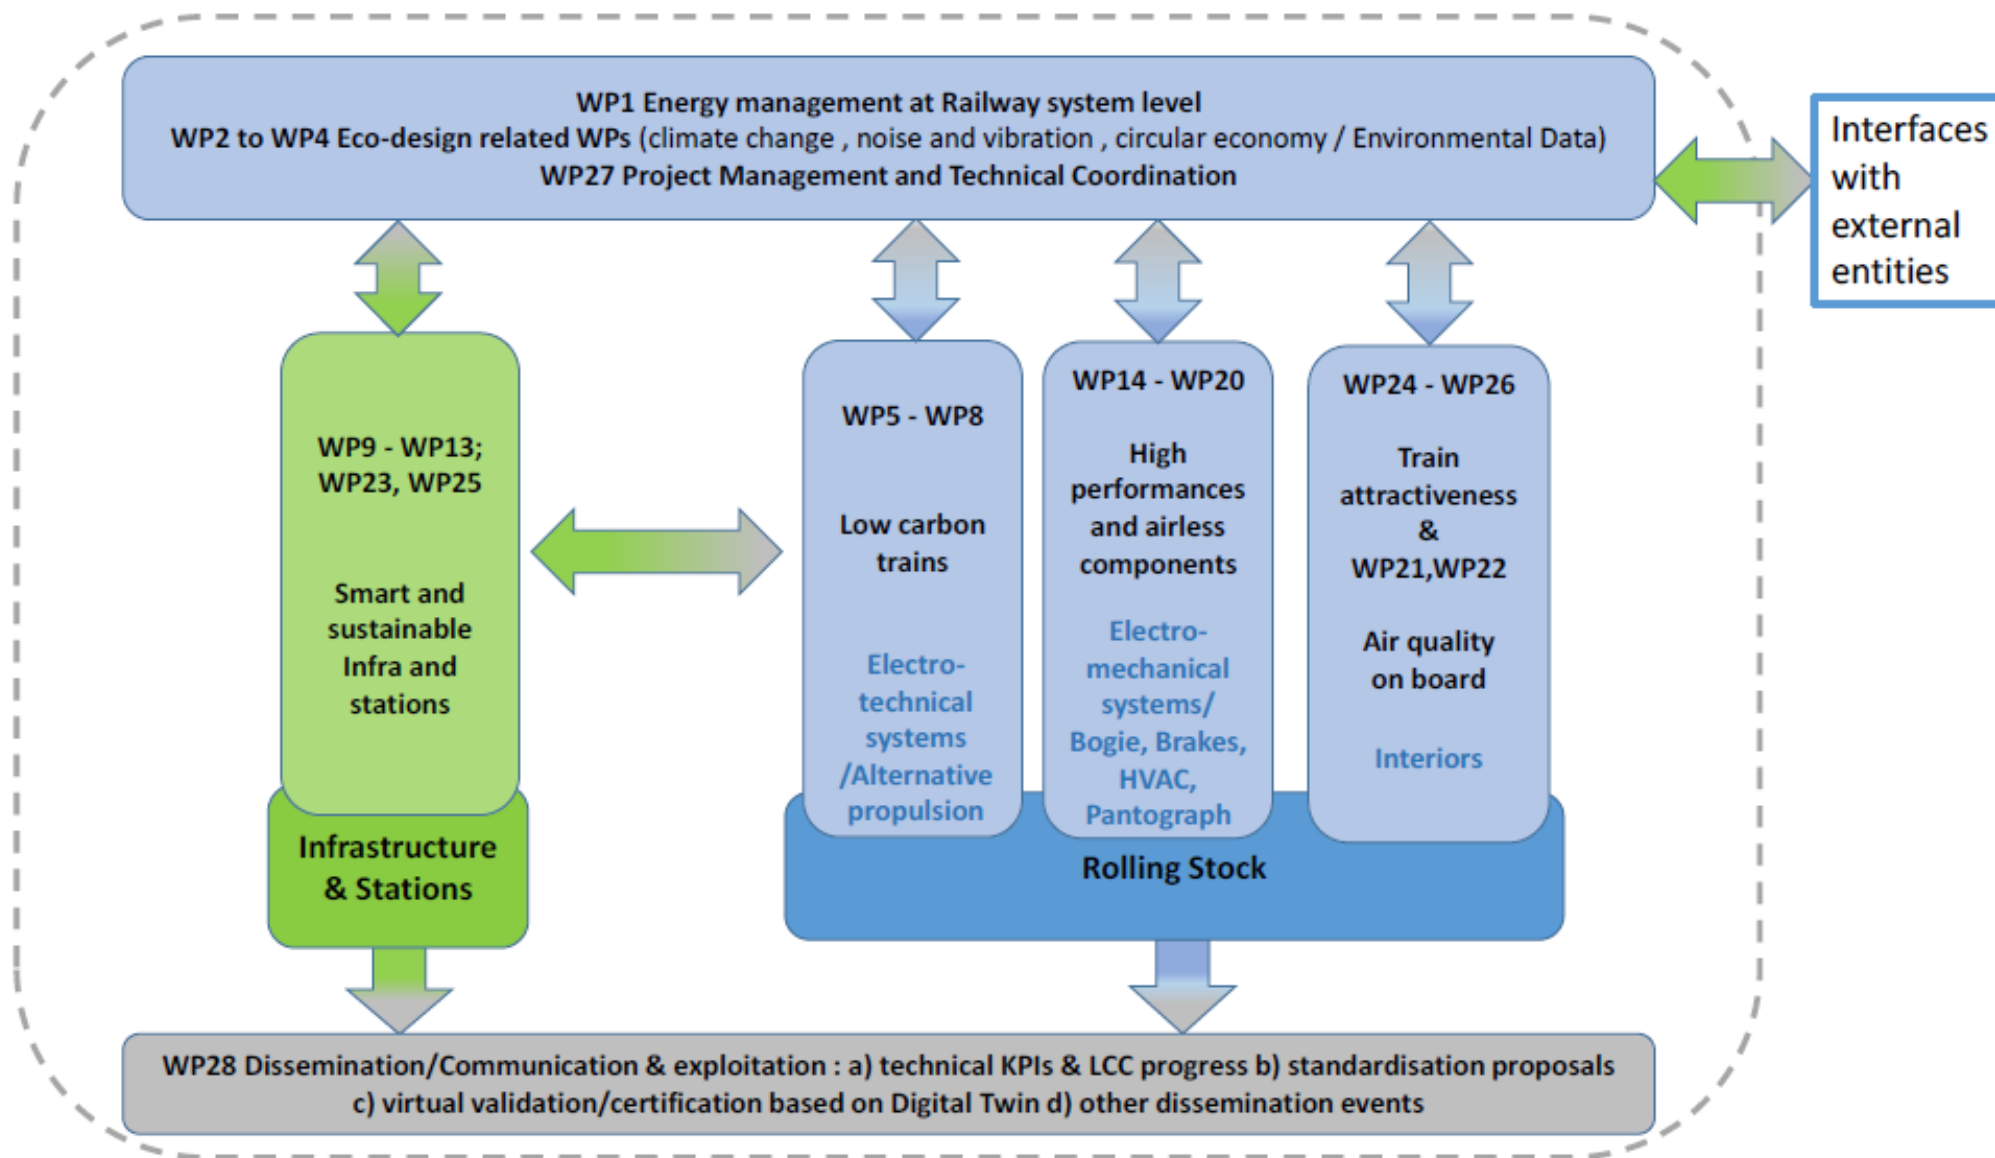 WP1 Energy management at Railway system level
WP2 to WP4 Eco-design related WPs (climate change , noise and vibration , circular economy / Environmental Data)
WP27 Project Management and Technical Coordination
Interfaces
with
external
entities
WP9 - WP13;
WP23, WP25
Smart and
sustainable
Infra and
stations
Infrastructure
& Stations
WP5 - WP8
Low carbon
trains
Electro-
technical
systems
/Alternative
propulsion
WP14 - WP20
High
performances
and airless
components
Electro-
mechanical
systems/
Bogie, Brakes,
HVAC,
Pantograph
WP24 - WP26
Train
attractiveness
&
WP21,WP22
Air quality
on board
Interiors
Rolling Stock
WP28 Dissemination/Communication & exploitation : a) technical KPIs & LCC progress b) standardisation proposals
c) virtual validation/certification based on Digital Twin d) other dissemination events